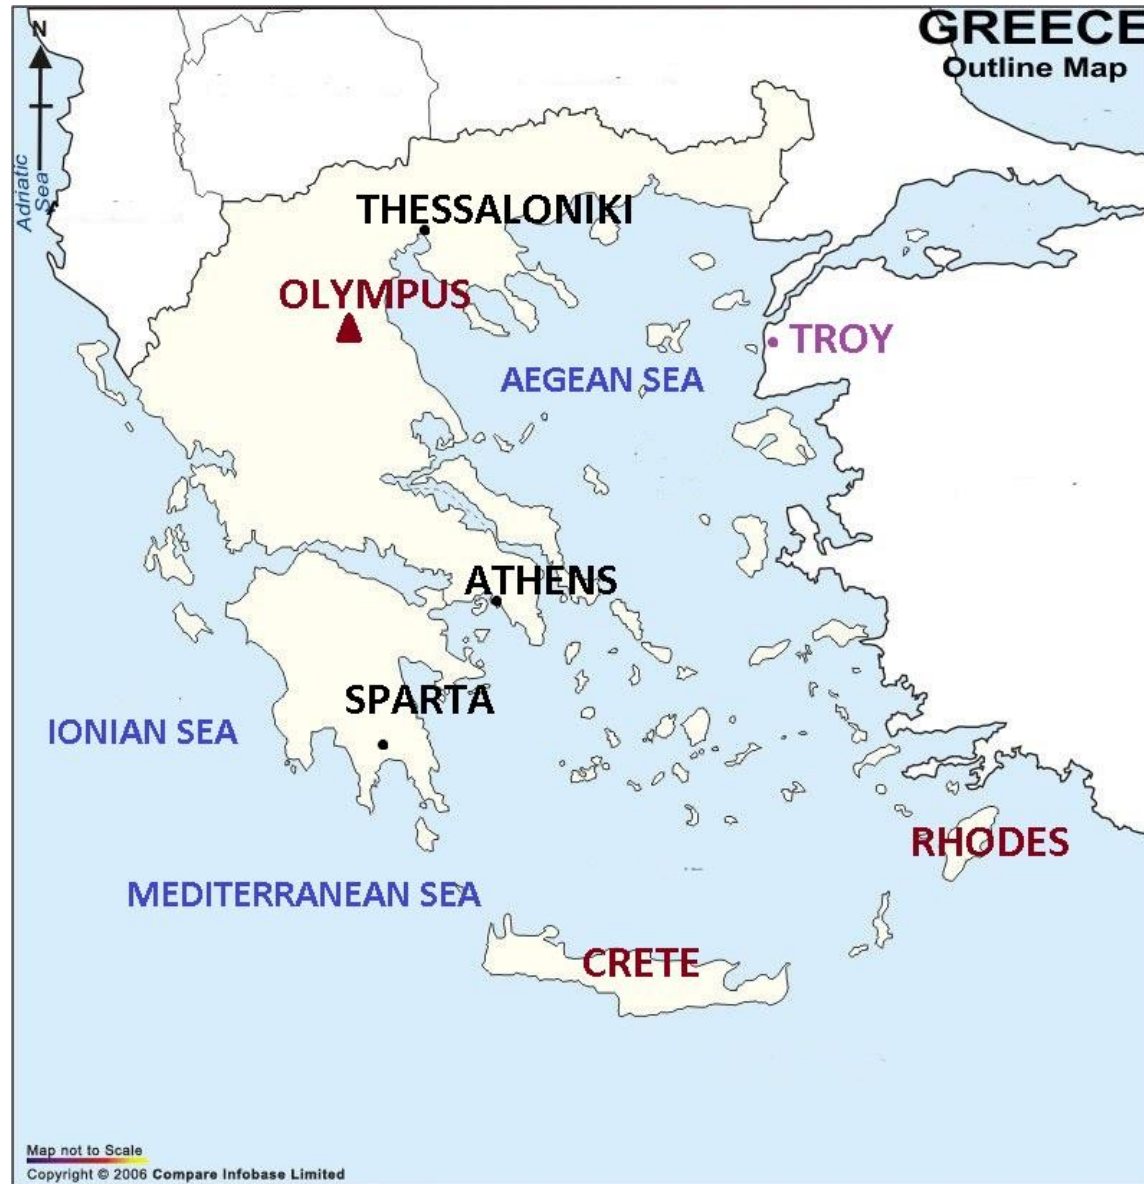 GREECE
Outline Map
N
Adriatic
Sea
THESSALONIKI
OLYMPUS
TROY
AEGEAN SEA
ATHENS
SPARTA
IONIAN SEA
RHODES
MEDITERRANEAN SEA
CRETE
Map not to Scale
Copyright © 2006 Compare Infobase Limited